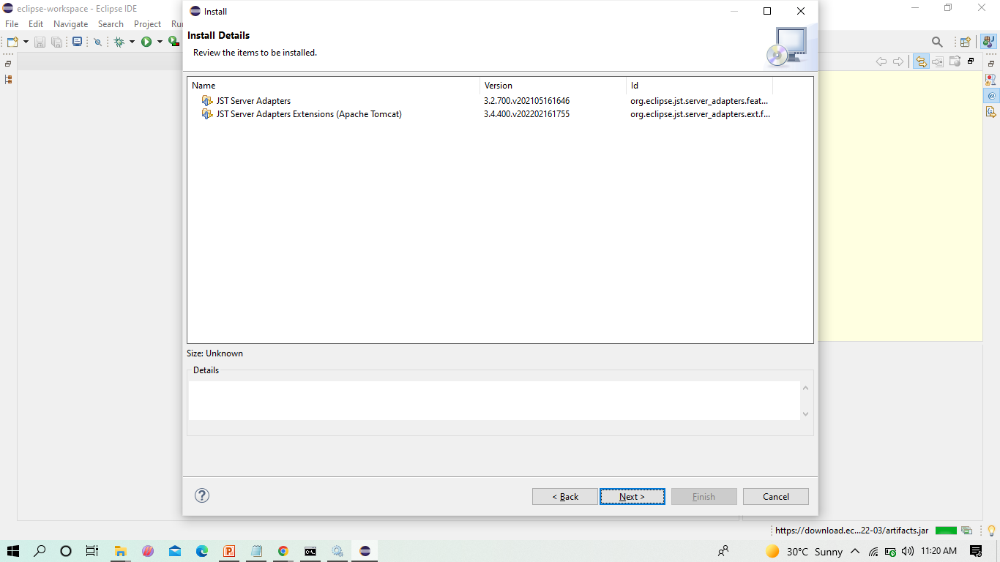 eclipse-workspace - Eclipse IDE
File Edit Navigate Search Project
Install
Install Details
Review the items to be installed.
Name Version Id
JST Server Adapters 3.2.700.v202105161646 org.eclipse.jst.server_adapters.feat...
JST Server Adapters Extensions (Apache Tomcat) 3.4.400.v202202161755 org.eclipse.jst.server_adapters.ext.f...
Size: Unknown
Details
< Back Next > Finish Cancel
https://download.ec...22-03/artifacts.jar
30°C Sunny 11:20 AM